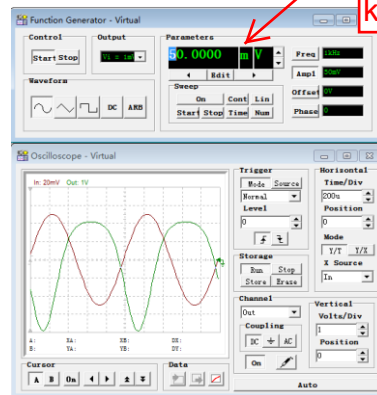 k
Function Generator - Virtual
Control
Output
Parameters
Start Stop
50.0000 m V
Edit
Freq 1kHz
Ampl 50mV
Offset 0V
Phase 0
Sweep
On Cont Lin
Start Stop Time Num
Waveform
DC ARB
Oscilloscope - Virtual
In: 20mV Out: 1V
A: XA: XB: DX:
B: YA: YB: DY:
Cursor
A B On
Data
Trigger
Mode Source
Normal
Level
0
Storage
Run Stop
Store Erase
Channel
Out
Coupling
DC AC
On
Horizontal
Time/Div
200u
Position
0
Mode
Y/T Y/X
X Source
In
Vertical
Volts/Div
1
Position
0
Auto